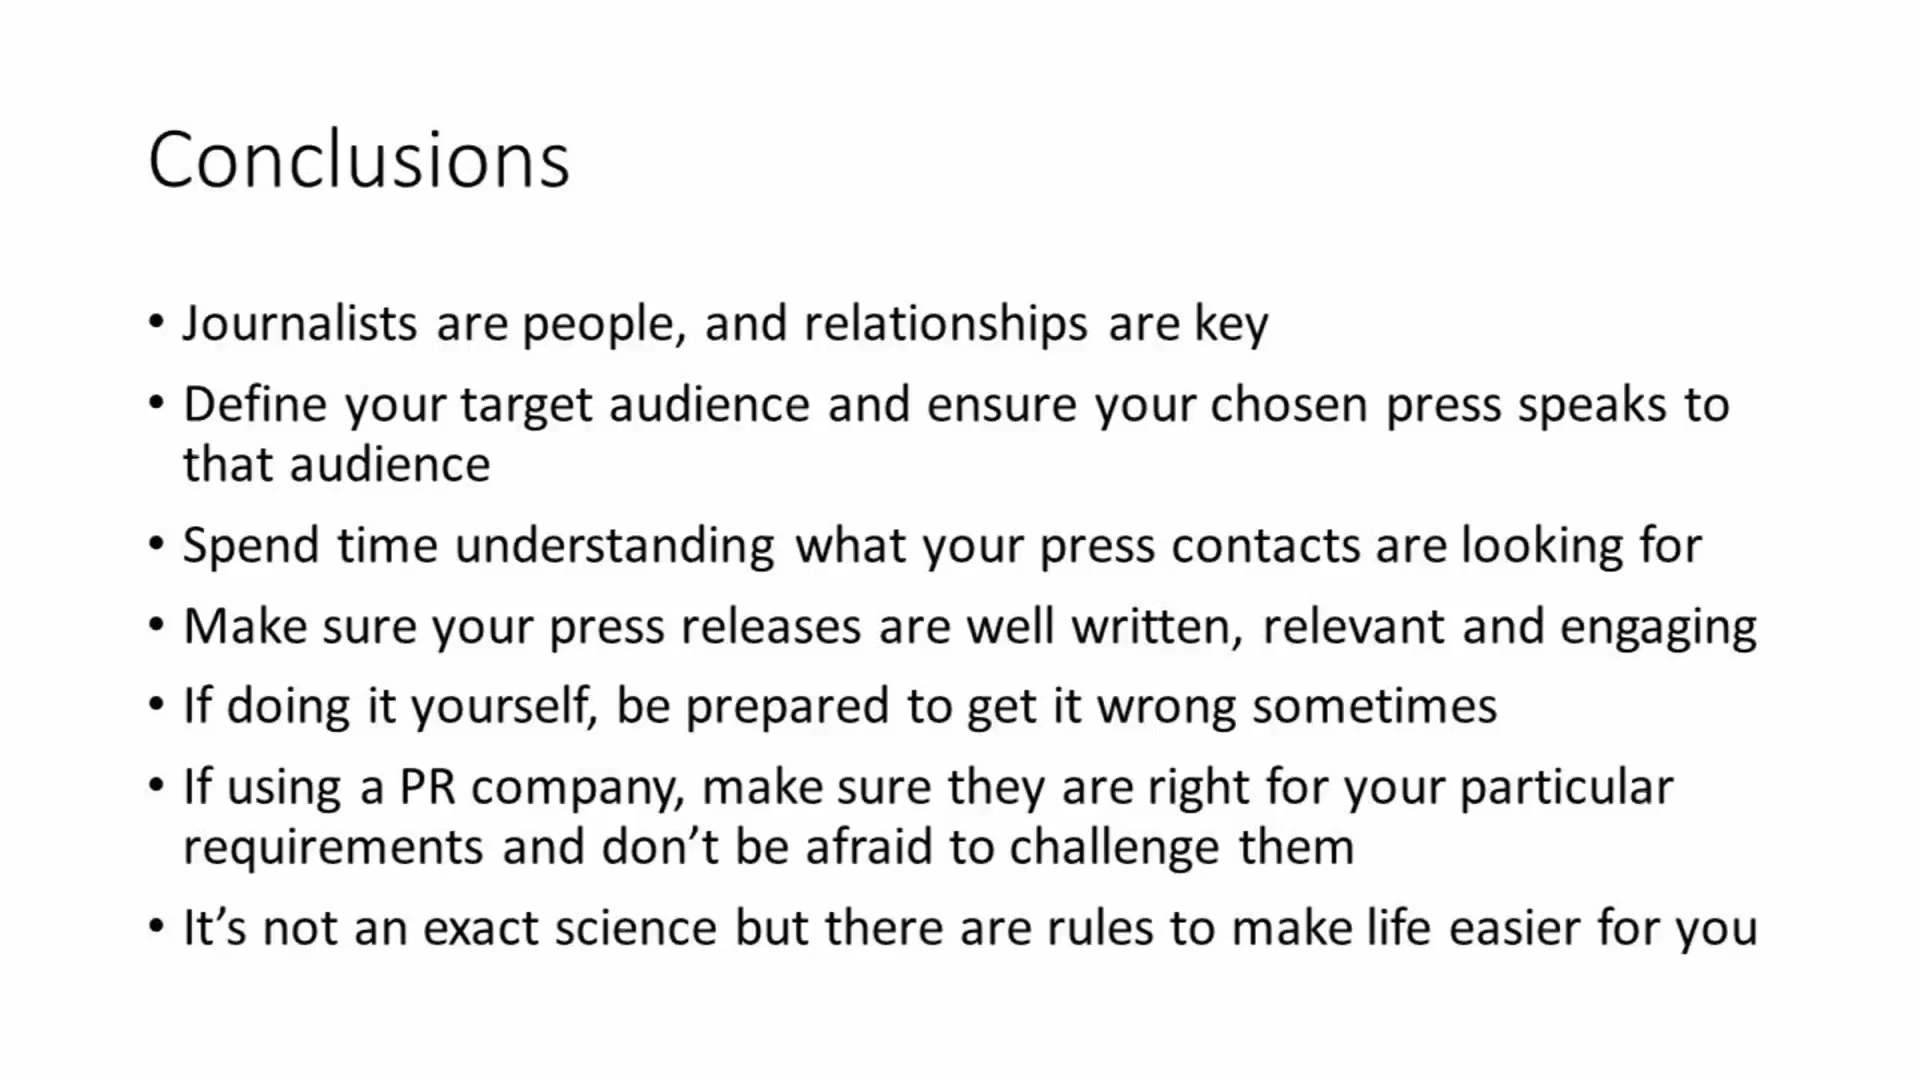 Conclusions
• Journalists are people, and relationships are key
• Define your target audience and ensure your chosen press speaks to
that audience
• Spend time understanding what your press contacts are looking for
• Make sure your press releases are well written, relevant and engaging
• If doing it yourself, be prepared to get it wrong sometimes
• If using a PR company, make sure they are right for your particular
requirements and don’t be afraid to challenge them
• It’s not an exact science but there are rules to make life easier for you